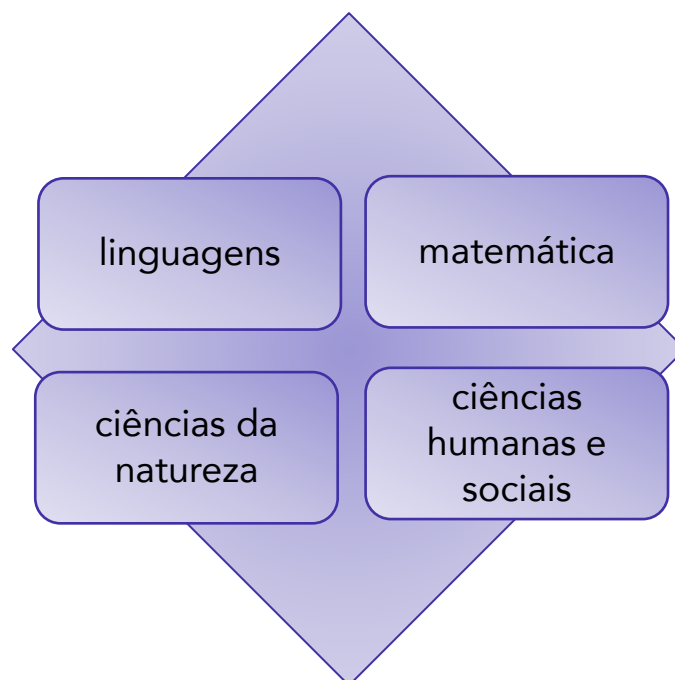 linguagens
matemática
ciências da
natureza
ciências
humanas e
sociais